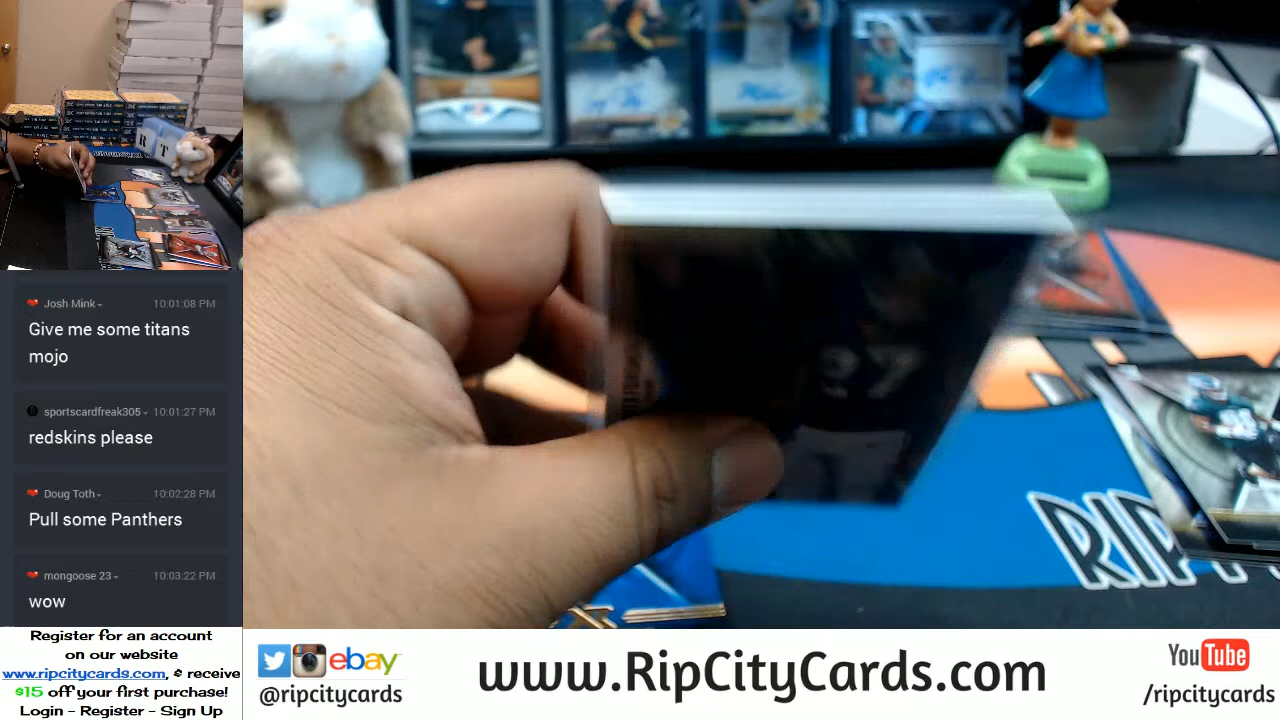 Josh Mink
10:01:08 PM
Give me some titans
mojo
sportscardfreak305
10:01:27 PM
redskins please
Doug Toth
10:02:28 PM
Pull some Panthers
mongoose 23
10:03:22 PM
wow
Register for an account
on our website
www.ripcitycards.com, & receive
$15 off your first purchase!
Login - Register - Sign Up
ebay
@ripcitycards
www.RipCityCards.com
YouTube
/ripcitycards
RIP
R T